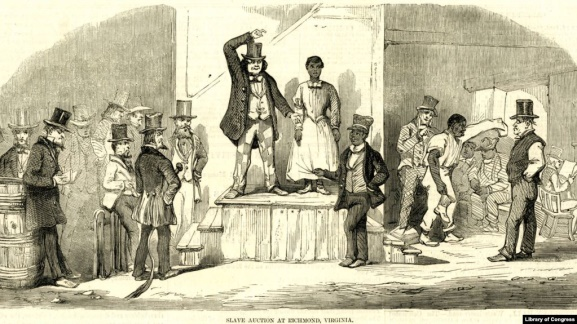 SLAVE AUCTION AT RICHMOND, VIRGINIA.
Library of Congress